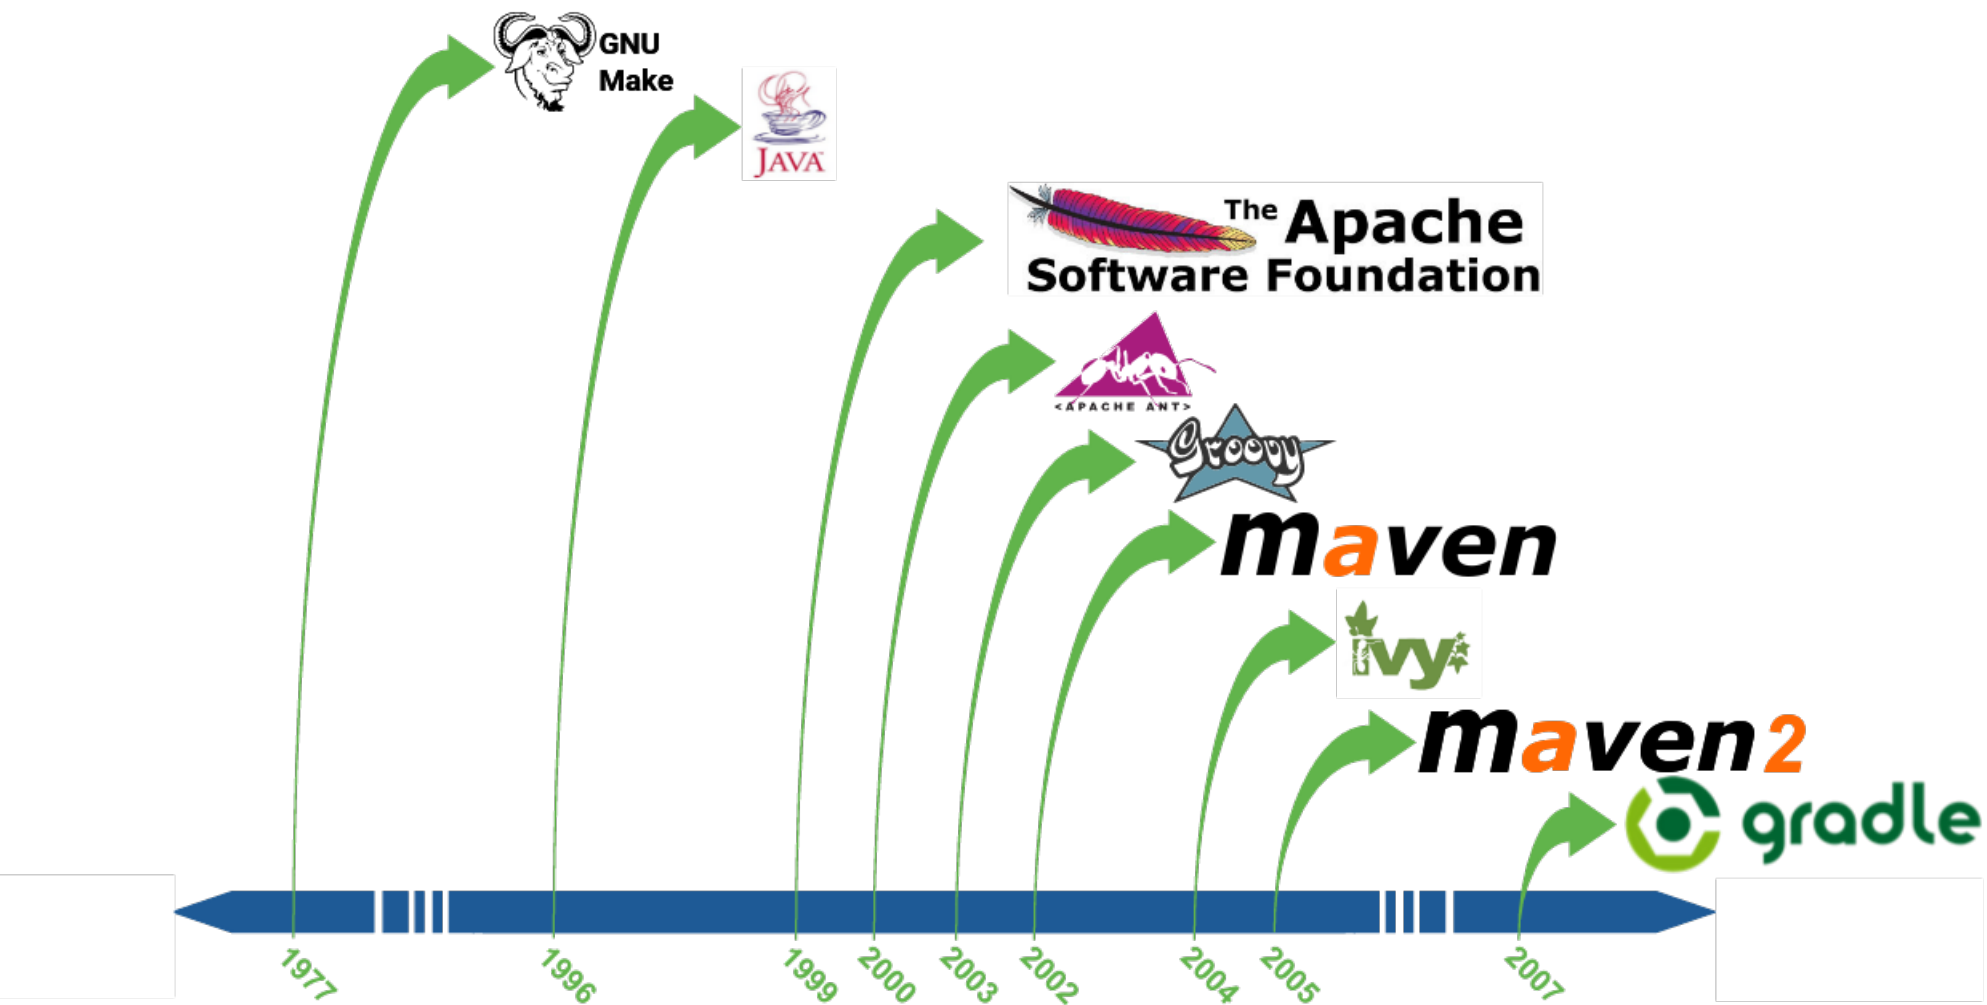 GNU
Make
JAVA™
The Apache
Software Foundation
<APACHE ANT>
Groovy
maven
ivy
maven2
gradle
1977
1996
1999
2000
2003
2002
2004
2005
2007